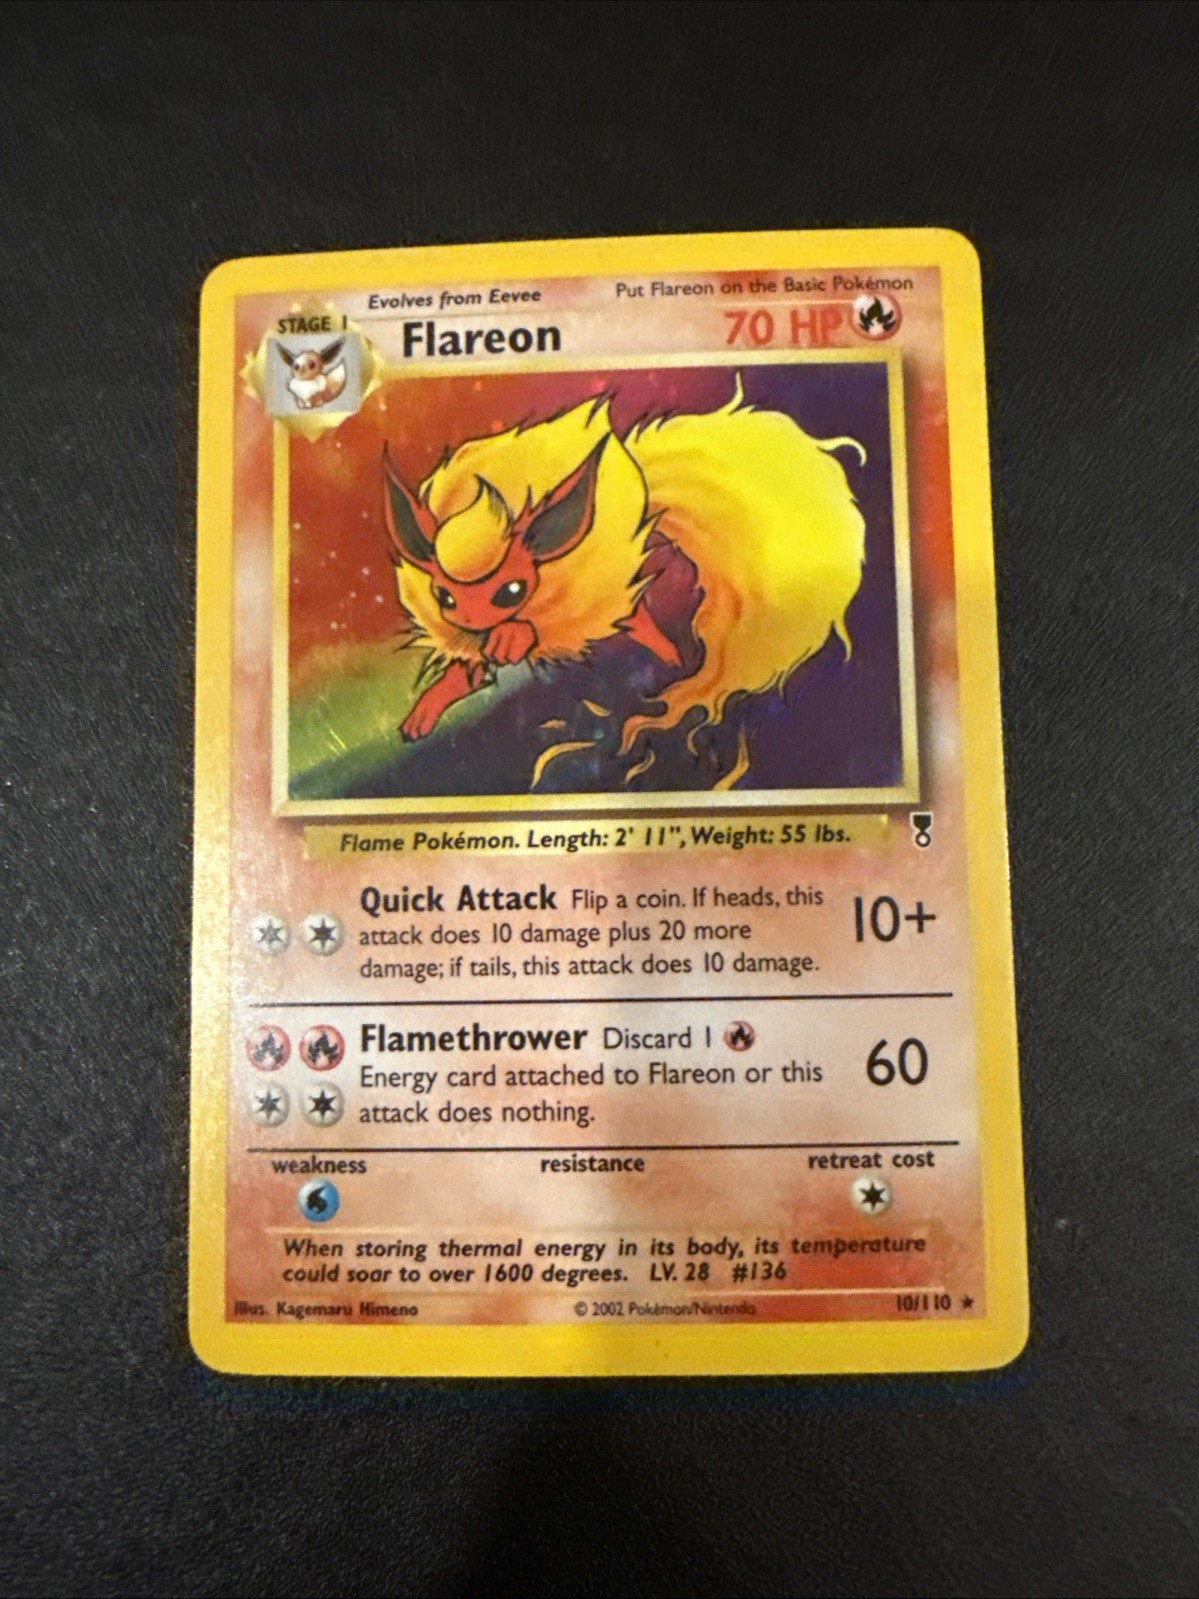 Evolves from Eevee
Put Flareon on the Basic Pokémon
STAGE 1
Flareon
70 HP
Flame Pokémon. Length: 2' 11", Weight: 55 lbs.
Quick Attack Flip a coin. If heads, this
attack does 10 damage plus 20 more
damage; if tails, this attack does 10 damage.
10+
Flamethrower Discard 1
Energy card attached to Flareon or this
attack does nothing.
60
weakness
resistance
retreat cost
When storing thermal energy in its body, its temperature
could soar to over 1600 degrees. LV. 28 #136
Illus. Kagemaru Himeno
© 2002 Pokémon/Nintendo
10/110 ★